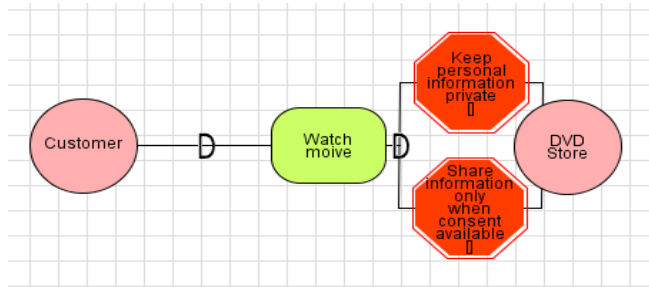 Customer
D
Watch
moive
D
Keep
personal
information
private
[]
Share
information
only
when
consent
available
[]
DVD
Store